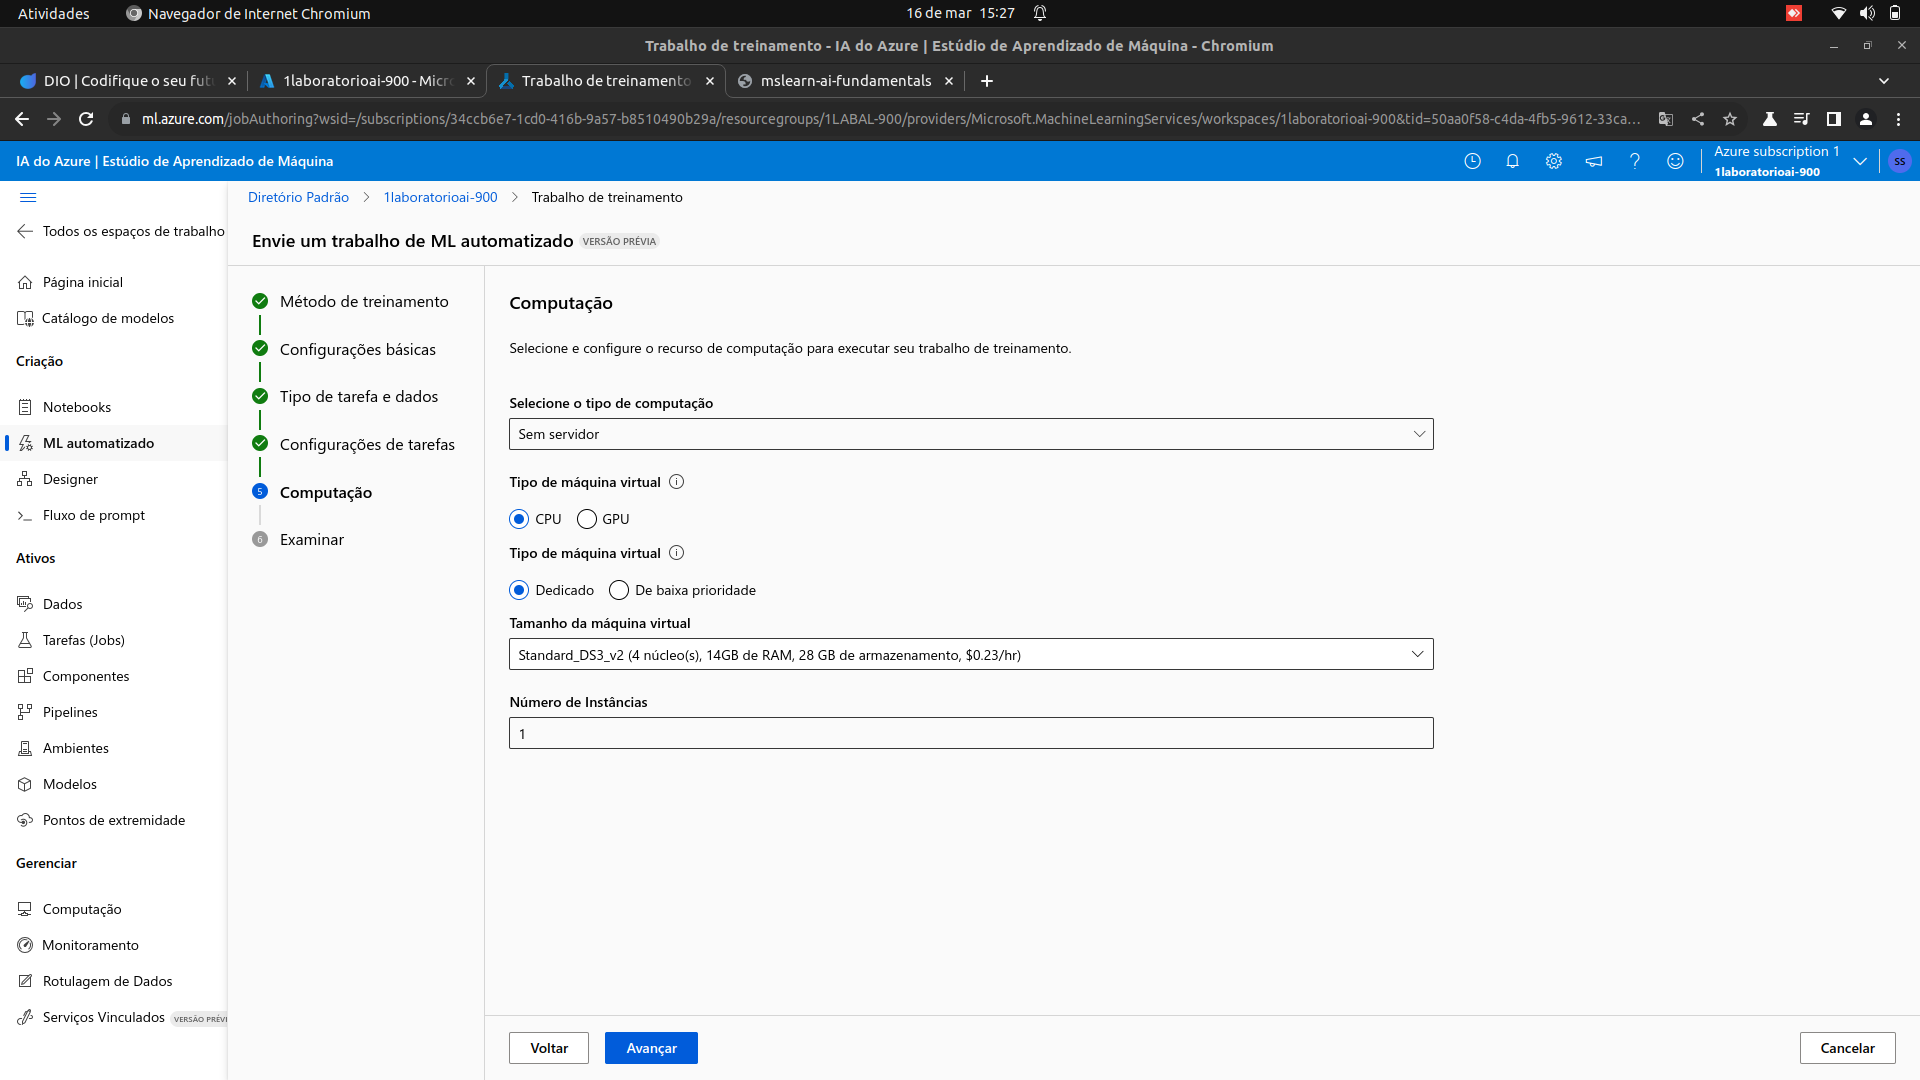 Atividades
Navegador de Internet Chromium
16 de mar 15:27
Trabalho de treinamento - IA do Azure | Estúdio de Aprendizado de Máquina - Chromium
DIO | Codifique o seu futu
1laboratorioai-900 - Micro
Trabalho de treinamento
mslearn-ai-fundamentals
ml.azure.com/jobAuthoring?wsid=/subscriptions/34ccb6e7-1cd0-416b-9a57-b8510490b29a/resourcegroups/1LABAL-900/providers/Microsoft.MachineLearningServices/workspaces/1laboratorioai-900&tid=50aa0f58-c4da-4fb5-9612-33ca…
IA do Azure | Estúdio de Aprendizado de Máquina
Azure subscription 1
1laboratorioai-900
SS
Todos os espaços de trabalho
Página inicial
Catálogo de modelos
Criação
Notebooks
ML automatizado
Designer
Fluxo de prompt
Ativos
Dados
Tarefas (Jobs)
Componentes
Pipelines
Ambientes
Modelos
Pontos de extremidade
Gerenciar
Computação
Monitoramento
Rotulagem de Dados
Serviços Vinculados VERSÃO PRÉVI
Diretório Padrão > 1laboratorioai-900 > Trabalho de treinamento
Envie um trabalho de ML automatizado VERSÃO PRÉVIA
Método de treinamento
Configurações básicas
Tipo de tarefa e dados
Configurações de tarefas
5 Computação
6 Examinar
Computação
Selecione e configure o recurso de computação para executar seu trabalho de treinamento.
Selecione o tipo de computação
Sem servidor
Tipo de máquina virtual
CPU GPU
Tipo de máquina virtual
Dedicado De baixa prioridade
Tamanho da máquina virtual
Standard_DS3_v2 (4 núcleo(s), 14GB de RAM, 28 GB de armazenamento, $0.23/hr)
Número de Instâncias
1
Voltar
Avançar
Cancelar